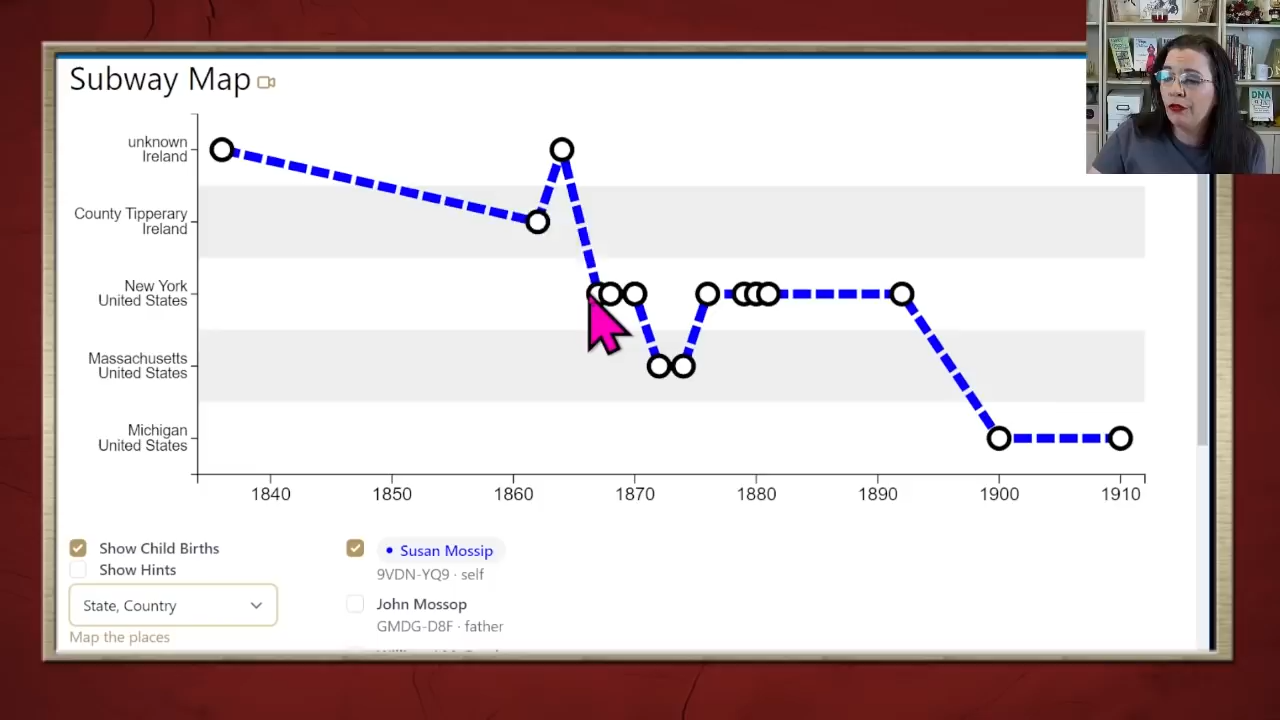 Subway Map
unknown
Ireland
County Tipperary
Ireland
New York
United States
Massachusetts
United States
Michigan
United States
1840 1850 1860 1870 1880 1890 1900 1910
Show Child Births
Show Hints
State, Country
Map the places
Susan Mossip
9VDN-YQ9 · self
John Mossop
GMDG-D8F · father
DNA